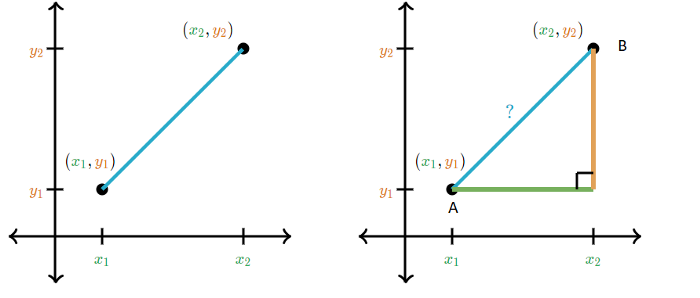 (x₂, y₂)
y₂
(x₁, y₁)
y₁
x₁
x₂
(x₂, y₂)
B
y₂
?
(x₁, y₁)
y₁
A
x₁
x₂